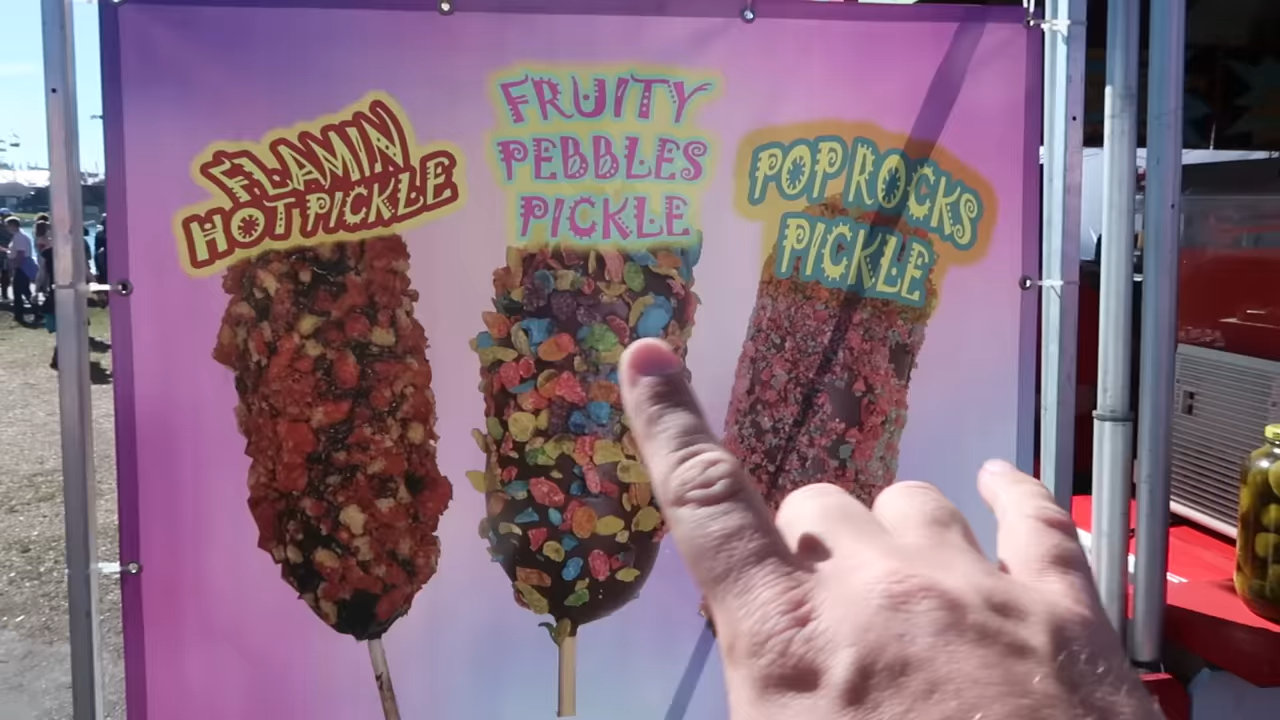 FLAMIN
HOT PICKLE
FRUITY
PEBBLES
PICKLE
POP ROCKS
PICKLE